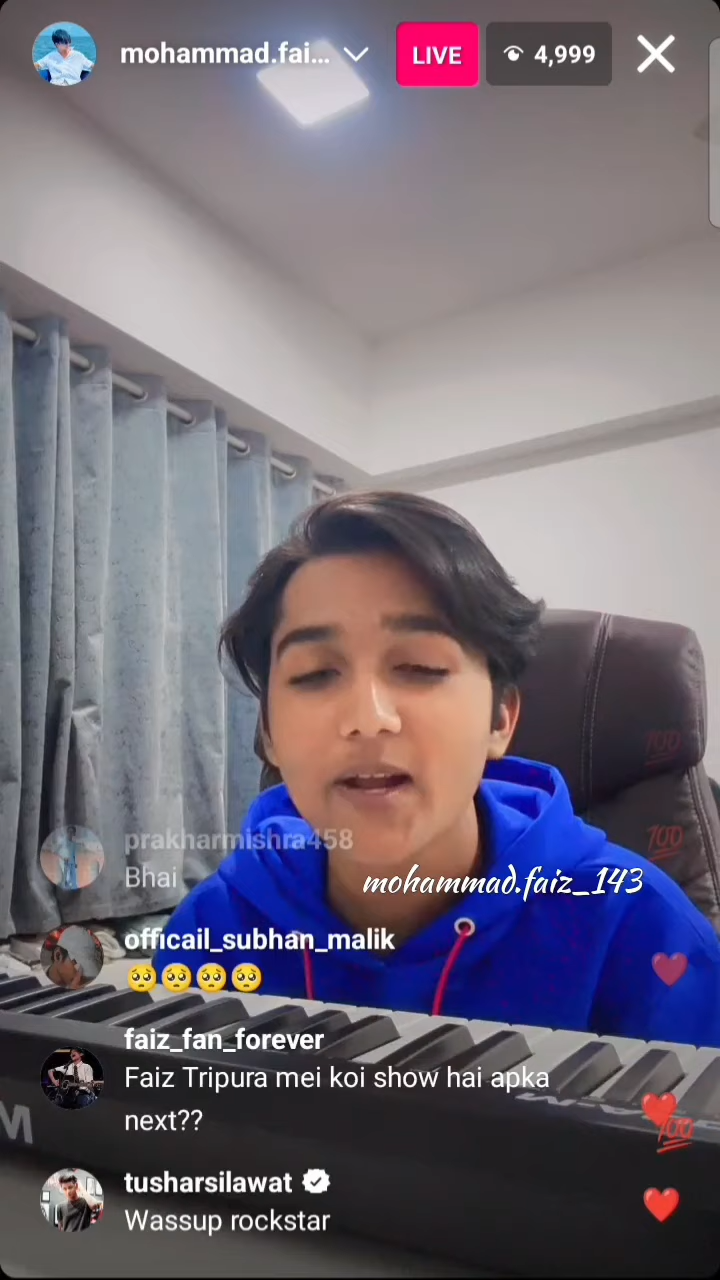 mohammad.fai...
LIVE
4,999
prakharmishra458
Bhai
mohammad.faiz_143
officail_subhan_malik
🥺🥺🥺🥺
faiz_fan_forever
Faiz Tripura mei koi show hai apka
next??
tusharsilawat
Wassup rockstar